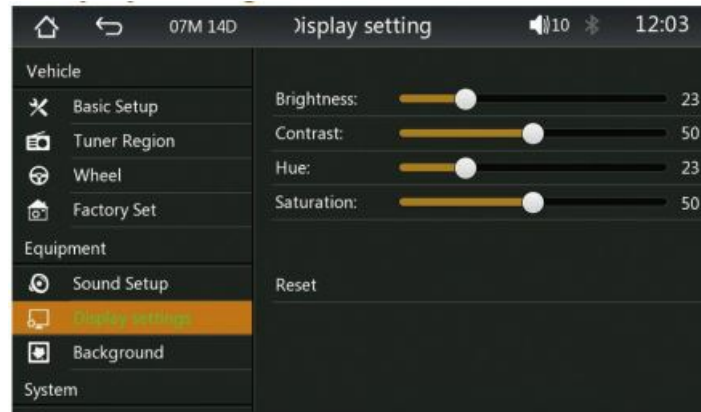 07M 14D
Display setting
10
12:03
Vehicle
Basic Setup
Tuner Region
Wheel
Factory Set
Equipment
Sound Setup
Display settings
Background
System
Brightness: 23
Contrast: 50
Hue: 23
Saturation: 50
Reset